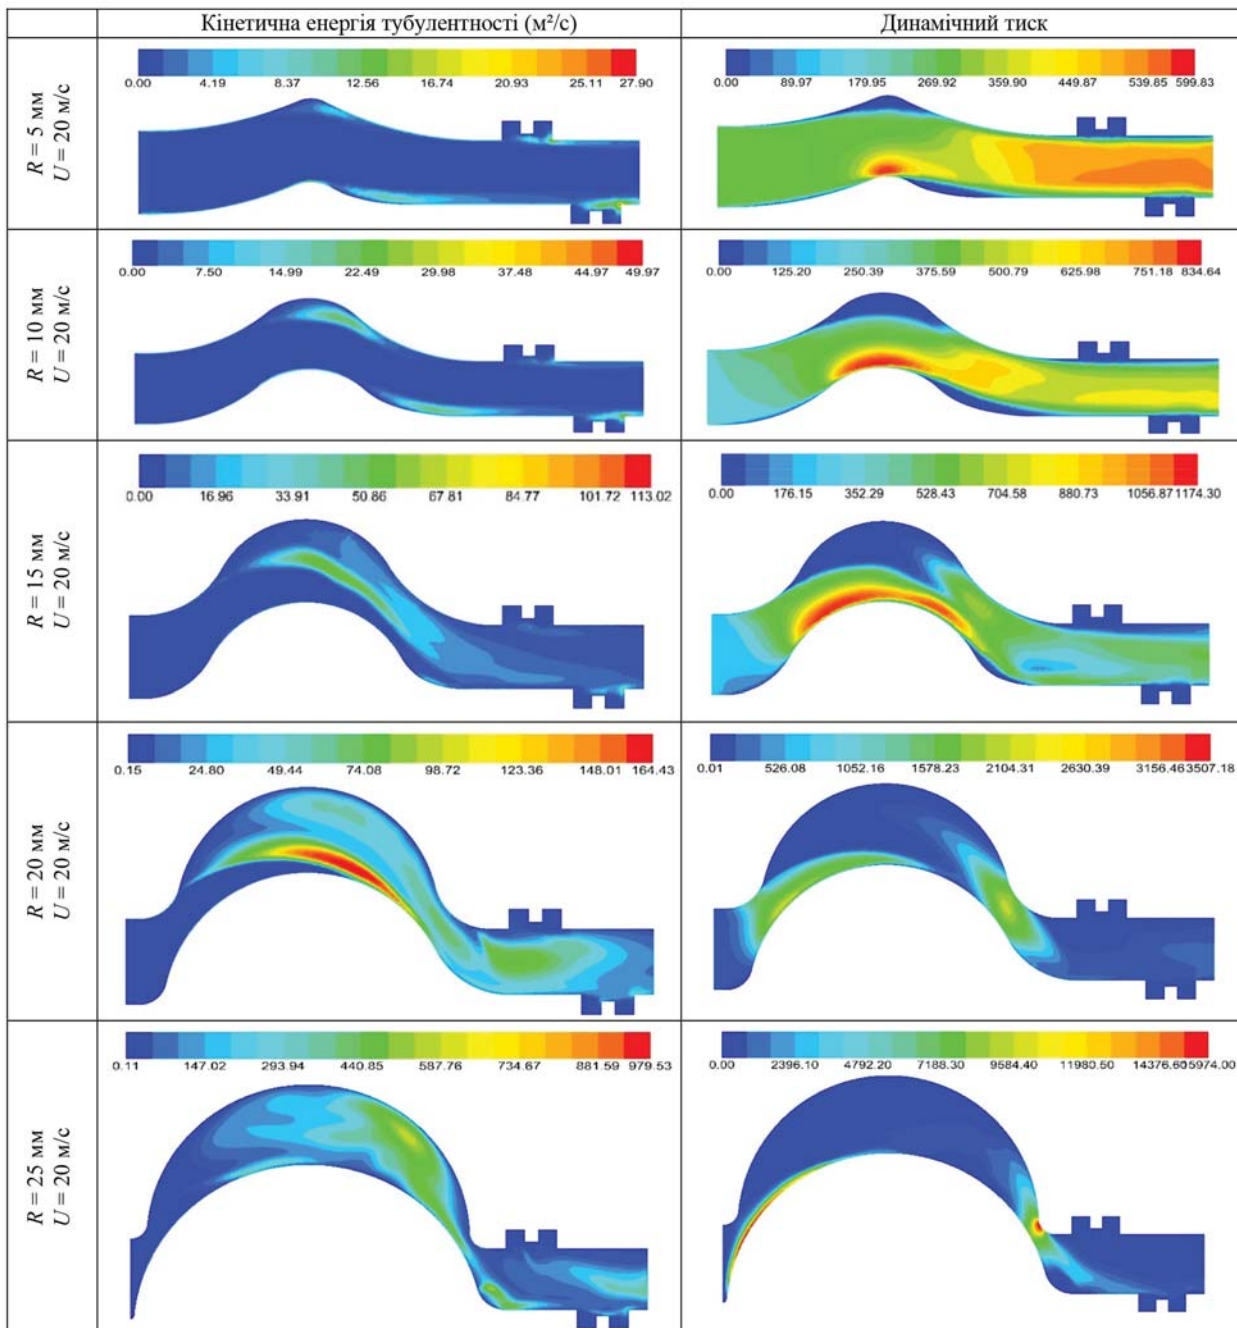 Кінетична енергія тубулентності (м²/с)
Динамічний тиск
R = 5 мм
U = 20 м/с
0.00 4.19 8.37 12.56 16.74 20.93 25.11 27.90
0.00 89.97 179.95 269.92 359.90 449.87 539.85 599.83
R = 10 мм
U = 20 м/с
0.00 7.50 14.99 22.49 29.98 37.48 44.97 49.97
0.00 125.20 250.39 375.59 500.79 625.98 751.18 834.64
R = 15 мм
U = 20 м/с
0.00 16.96 33.91 50.86 67.81 84.77 101.72 113.02
0.00 176.15 352.29 528.43 704.58 880.73 1056.87 1174.30
R = 20 мм
U = 20 м/с
0.15 24.80 49.44 74.08 98.72 123.36 148.01 164.43
0.01 526.08 1052.16 1578.23 2104.31 2630.39 3156.46 3507.18
R = 25 мм
U = 20 м/с
0.11 147.02 293.94 440.85 587.76 734.67 881.59 979.53
0.00 2396.10 4792.20 7188.30 9584.40 11980.50 14376.60 15974.00